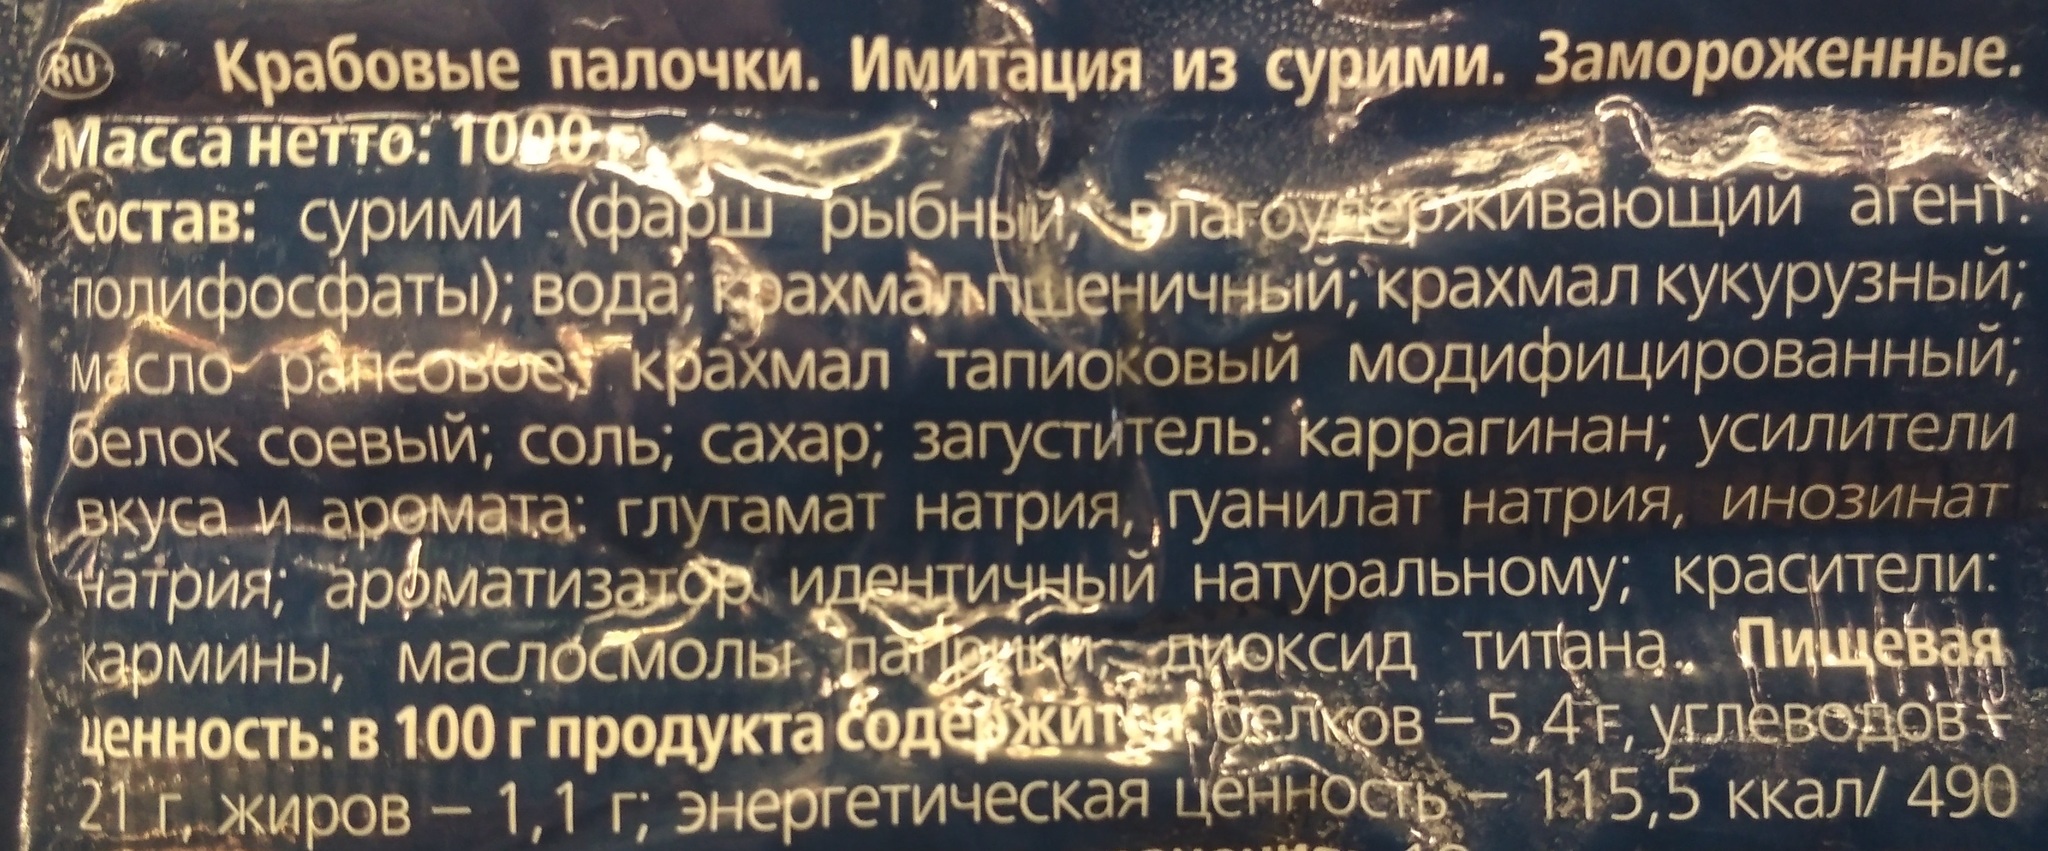 RU Крабовые палочки. Имитация из сурими. Замороженные.
Масса нетто: 1000 г.
Состав: сурими (фарш рыбный, влагоудерживающий агент:
полифосфаты); вода; крахмал пшеничный; крахмал кукурузный;
масло рапсовое; крахмал тапиоковый модифицированный;
белок соевый; соль; сахар; загуститель: каррагинан; усилители
вкуса и аромата: глутамат натрия, гуанилат натрия, инозинат
натрия; ароматизатор идентичный натуральному; красители:
кармины, маслосмолы паприки, диоксид титана. Пищевая
ценность: в 100 г продукта содержится: белков – 5,4 г, углеводов –
21 г, жиров – 1,1 г; энергетическая ценность – 115,5 ккал/ 490